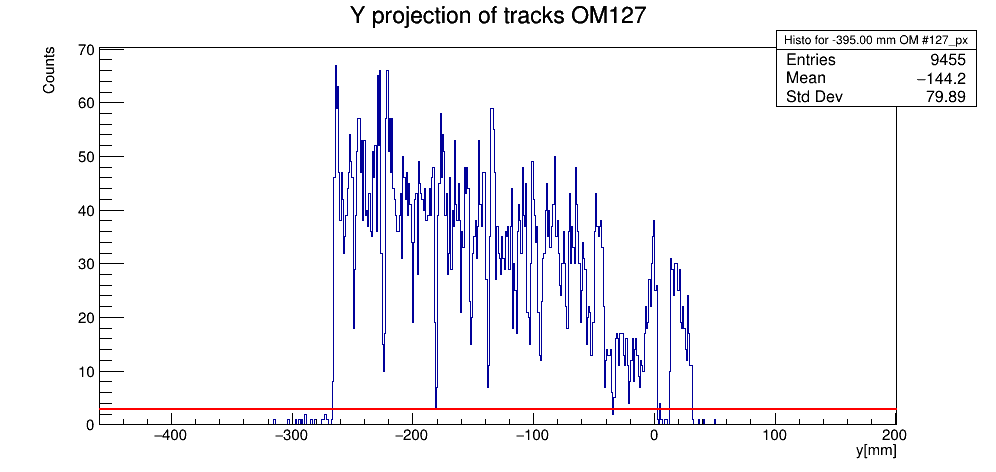 Y projection of tracks OM127
Histo for -395.00 mm OM #127_px
Entries 9455
Mean −144.2
Std Dev 79.89
Counts
70
60
50
40
30
20
10
0
−400 −300 −200 −100 0 100 200
y[mm]